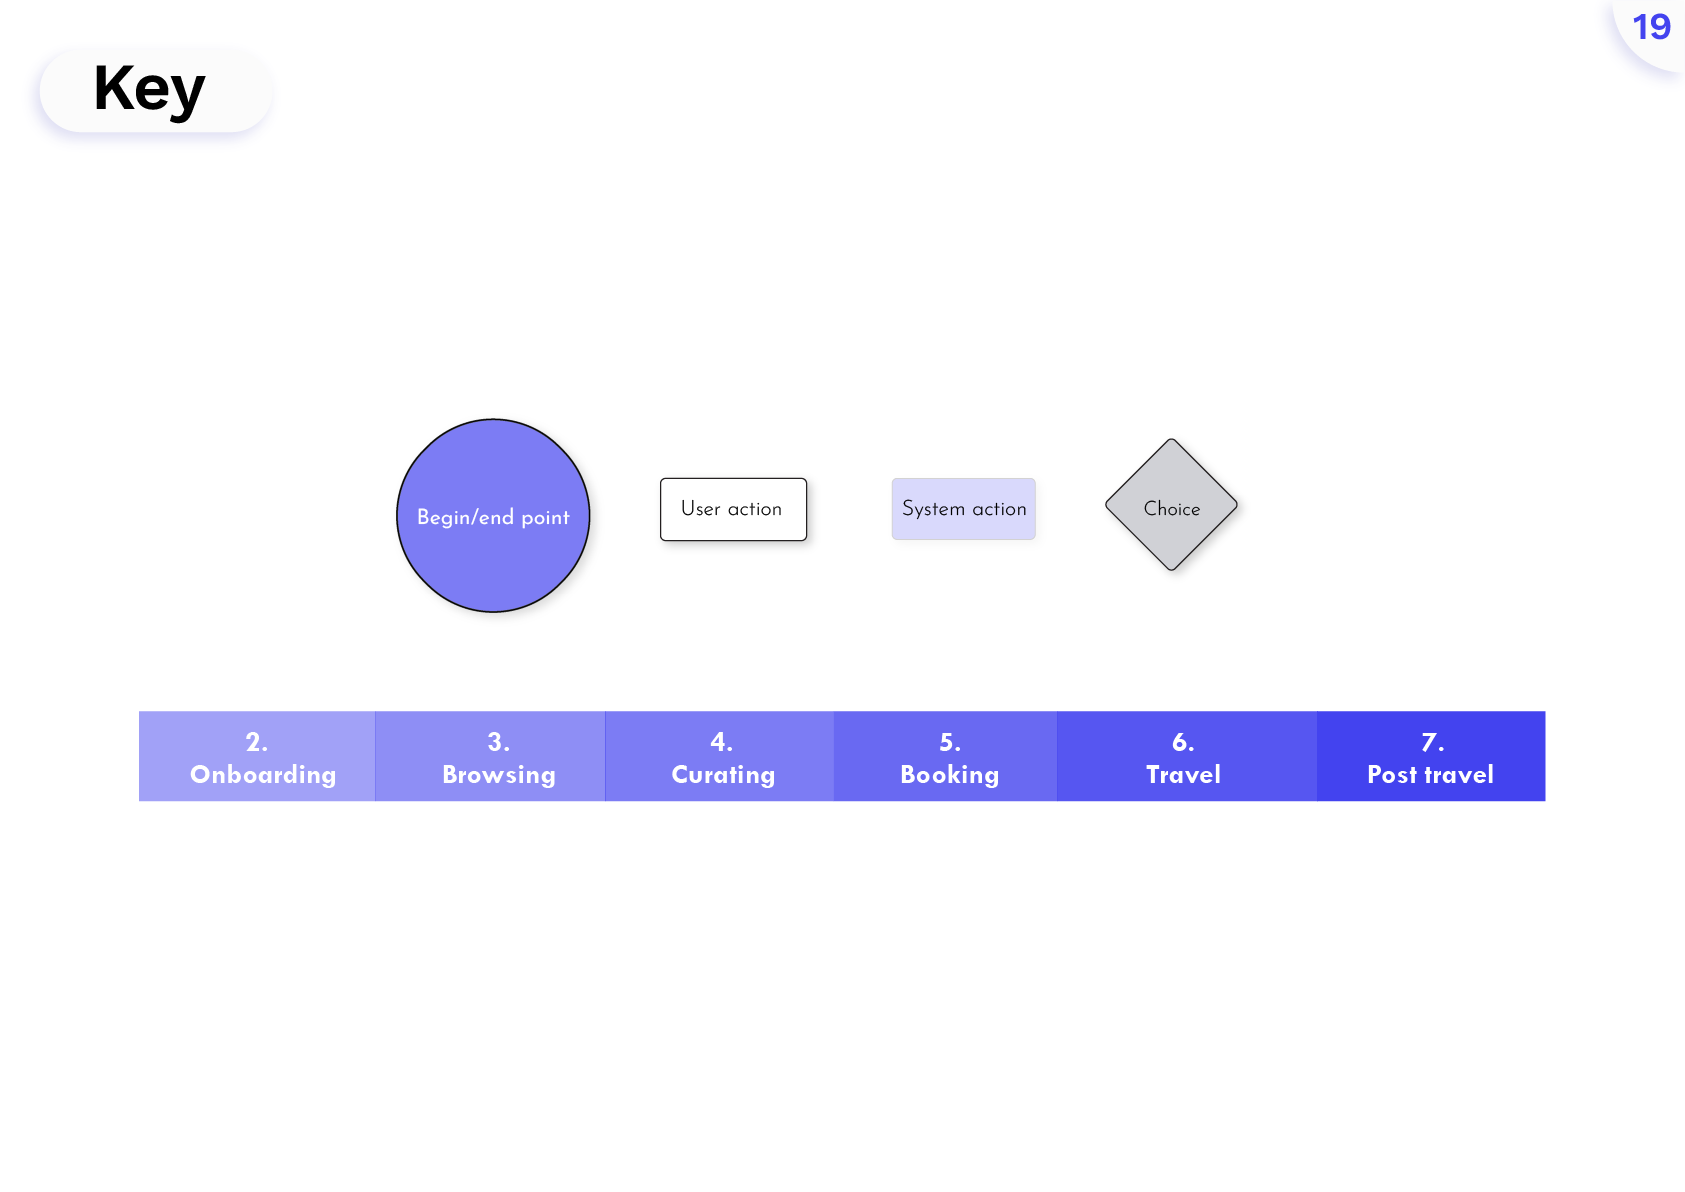 19
Key
Begin/end point
User action
System action
Choice
2.
Onboarding
3.
Browsing
4.
Curating
5.
Booking
6.
Travel
7.
Post travel